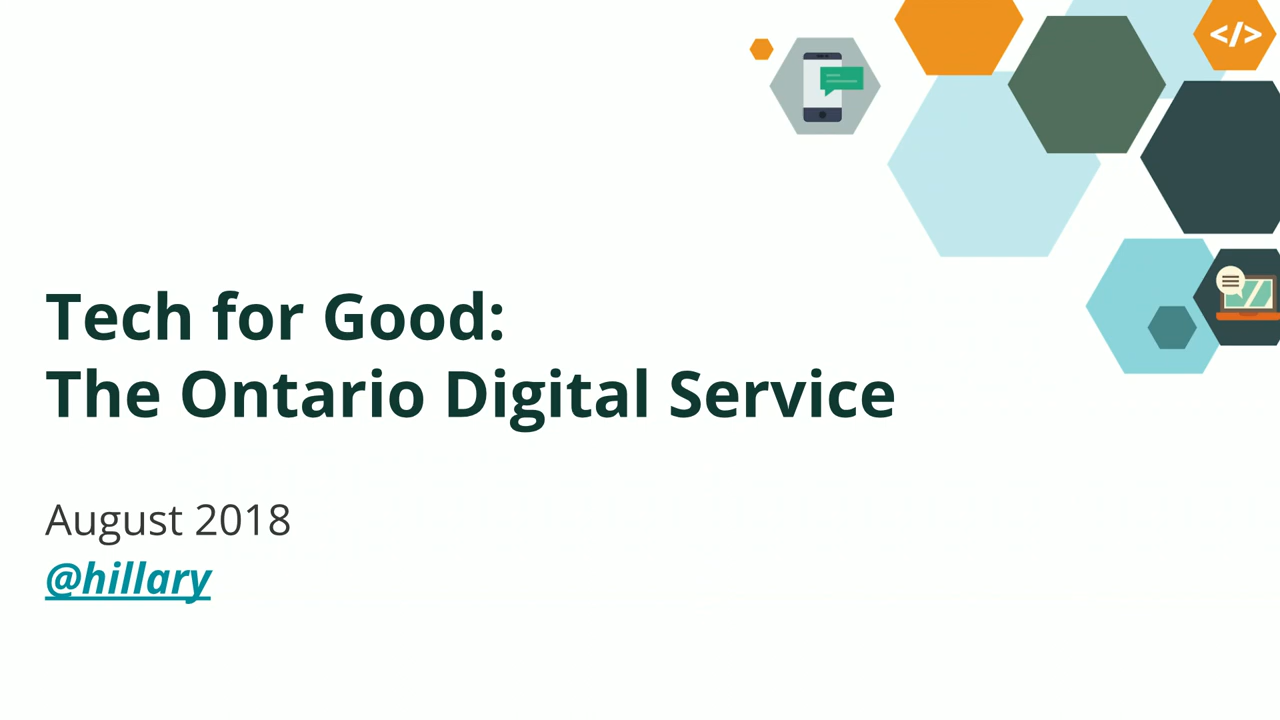 </>
Tech for Good:
The Ontario Digital Service
August 2018
@hillary